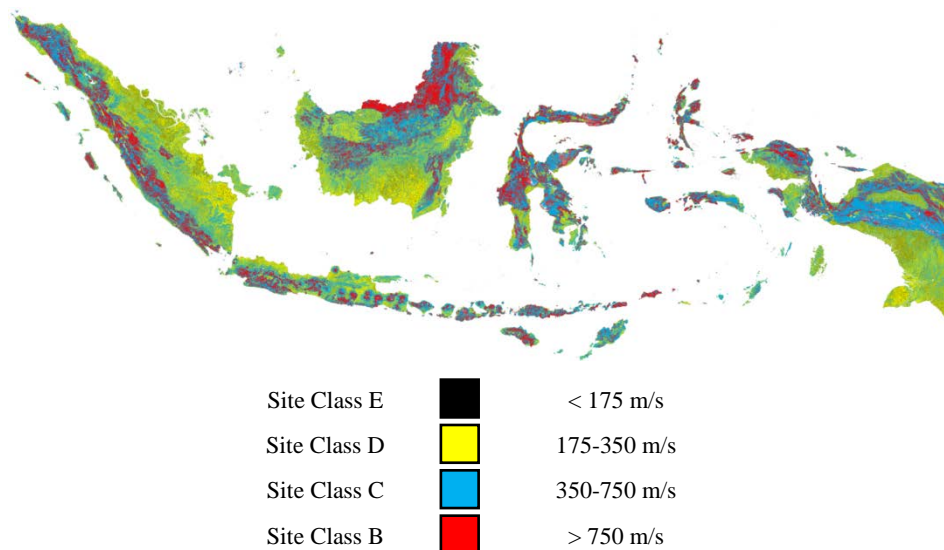 Site Class E < 175 m/s
Site Class D 175-350 m/s
Site Class C 350-750 m/s
Site Class B > 750 m/s